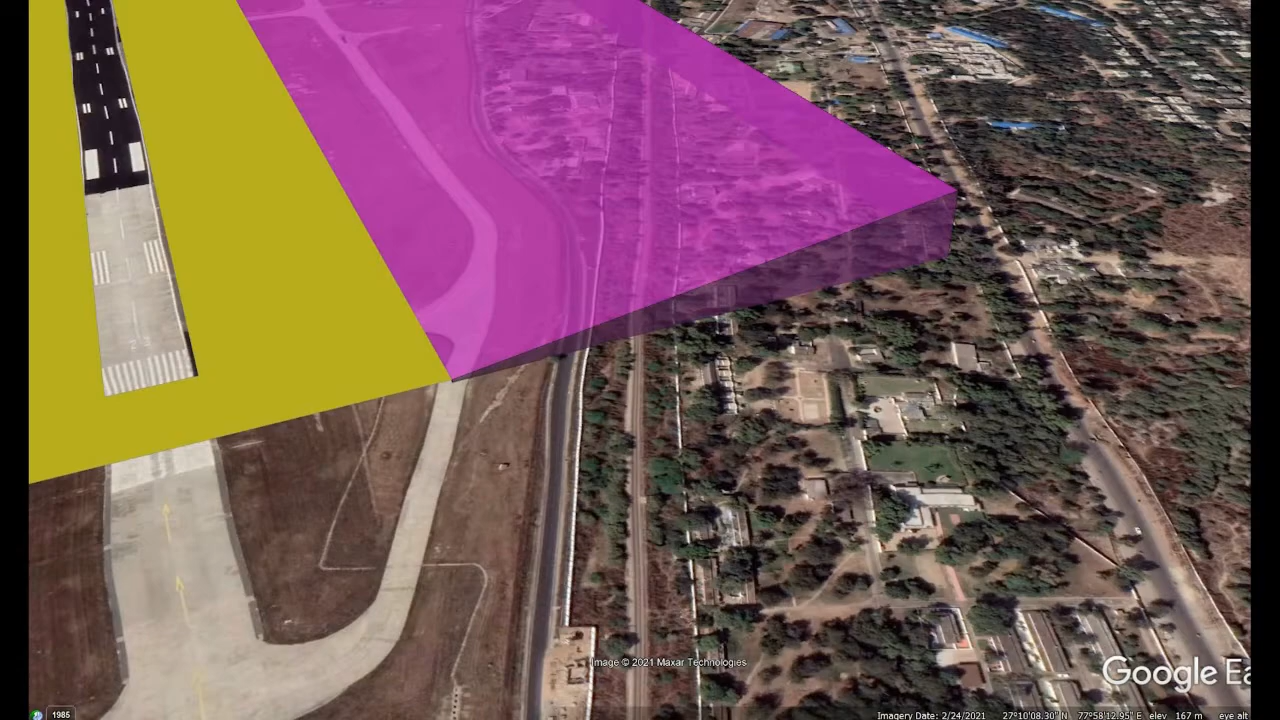 23
Image © 2021 Maxar Technologies
Google Ea
1985
Imagery Date: 2/24/2021 27°10'08.30" N 77°58'12.95" E elev 167 m eye alt